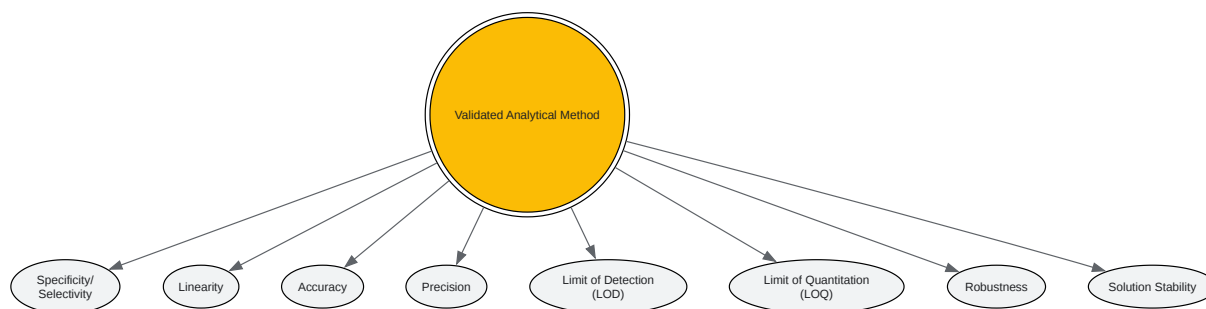 Validated Analytical Method
Specificity/
Selectivity
Linearity
Accuracy
Precision
Limit of Detection
(LOD)
Limit of Quantitation
(LOQ)
Robustness
Solution Stability